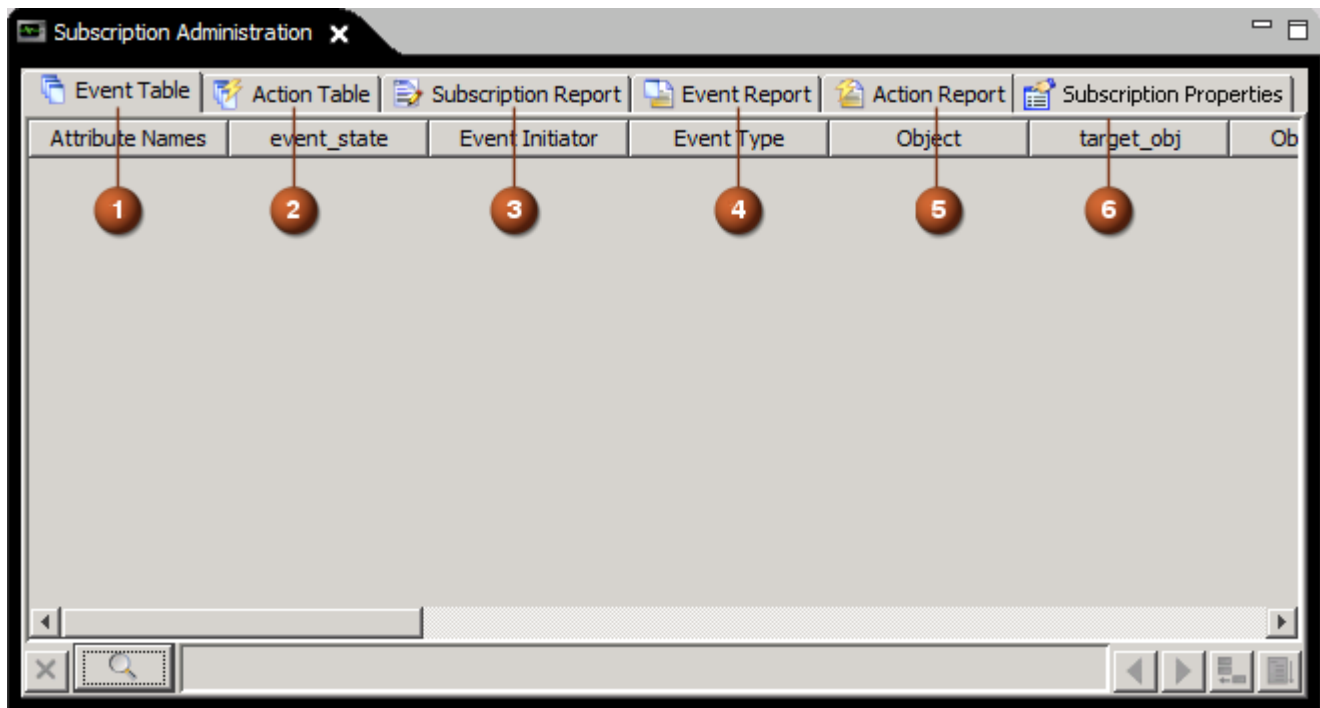 Subscription Administration
Event Table Action Table Subscription Report Event Report Action Report Subscription Properties
Attribute Names event_state Event Initiator Event Type Object target_obj Ob
1 2 3 4 5 6